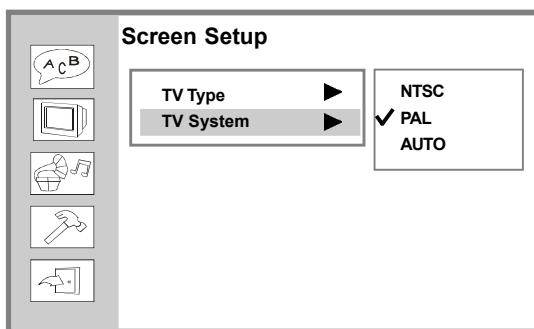 Screen Setup
A C B
TV Type
TV System
NTSC
PAL
AUTO